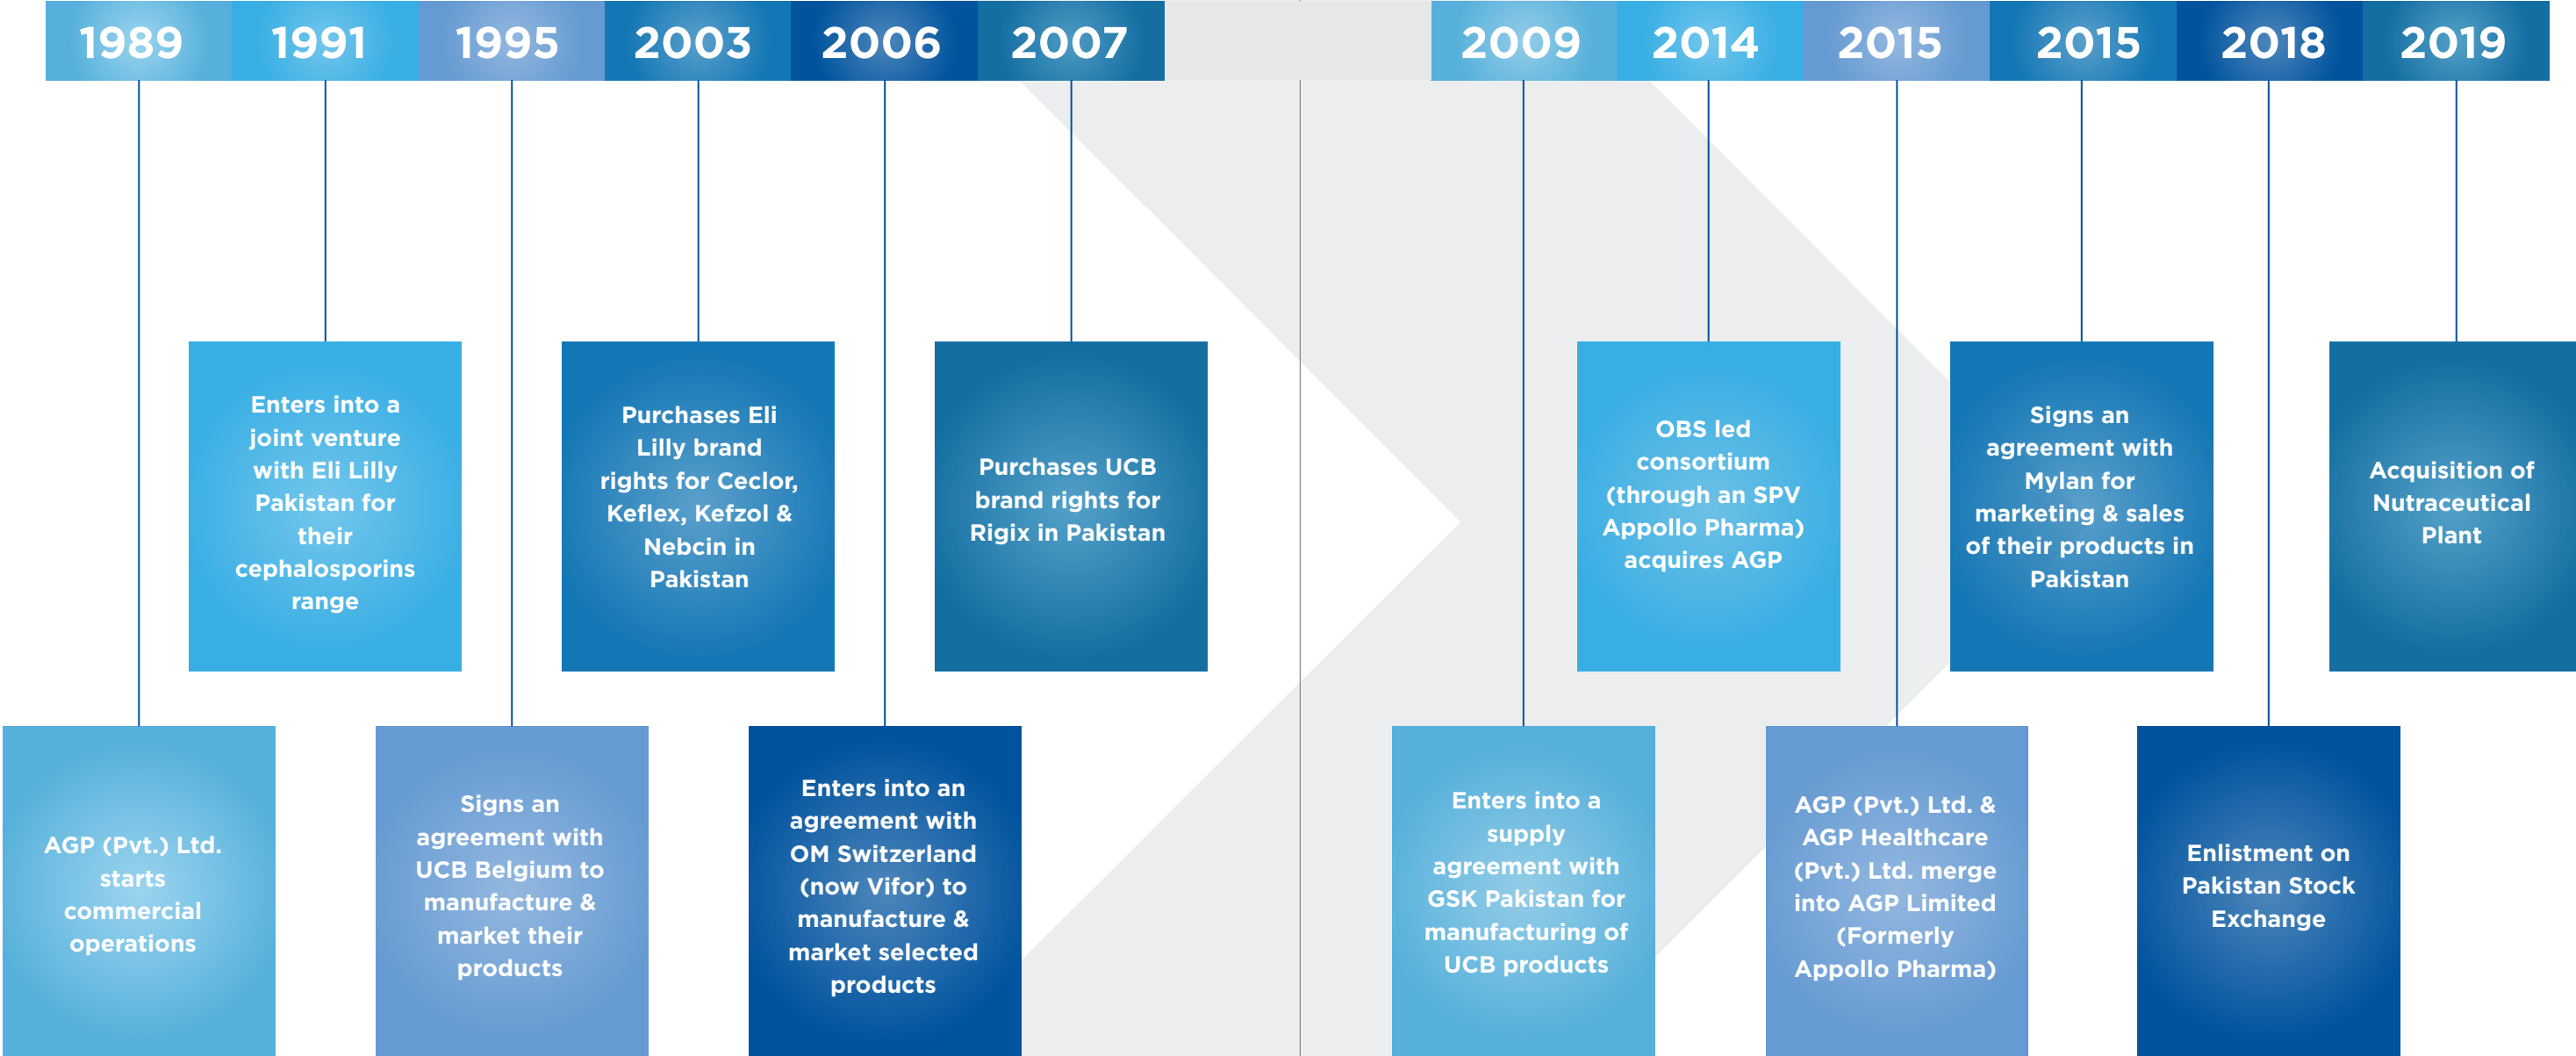 1989
1991
1995
2003
2006
2007
2009
2014
2015
2015
2018
2019
Enters into a
joint venture
with Eli Lilly
Pakistan for
their
cephalosporins
range
Purchases Eli
Lilly brand
rights for Ceclor,
Keflex, Kefzol &
Nebcin in
Pakistan
Purchases UCB
brand rights for
Rigix in Pakistan
OBS led
consortium
(through an SPV
Appollo Pharma)
acquires AGP
Signs an
agreement with
Mylan for
marketing & sales
of their products in
Pakistan
Acquisition of
Nutraceutical
Plant
AGP (Pvt.) Ltd.
starts
commercial
operations
Signs an
agreement with
UCB Belgium to
manufacture &
market their
products
Enters into an
agreement with
OM Switzerland
(now Vifor) to
manufacture &
market selected
products
Enters into a
supply
agreement with
GSK Pakistan for
manufacturing of
UCB products
AGP (Pvt.) Ltd. &
AGP Healthcare
(Pvt.) Ltd. merge
into AGP Limited
(Formerly
Appollo Pharma)
Enlistment on
Pakistan Stock
Exchange